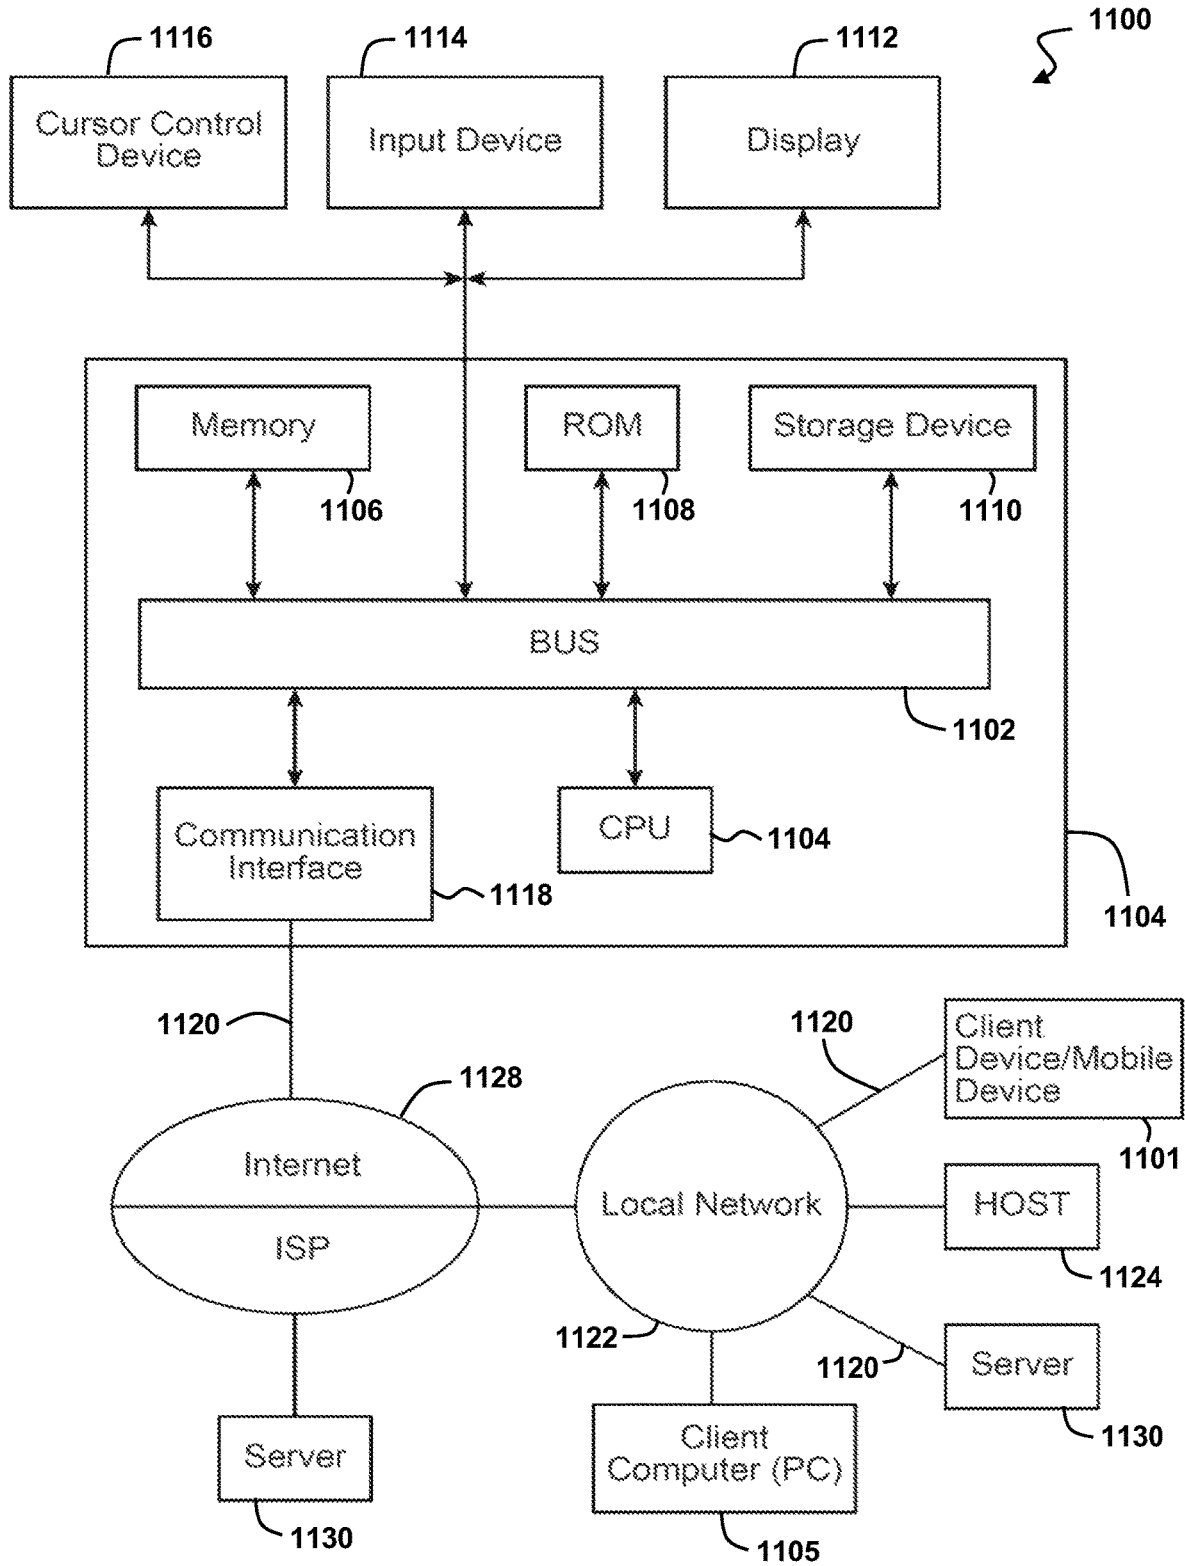 1100
1116
1114
1112
Cursor Control
Device
Input Device
Display
Memory
ROM
Storage Device
1106
1108
1110
BUS
1102
Communication
Interface
CPU
1104
1118
1104
1120
1120
Client
Device/Mobile
Device
1128
1101
Internet
ISP
Local Network
HOST
1124
1122
1120
Server
1130
Client
Computer (PC)
Server
1130
1105